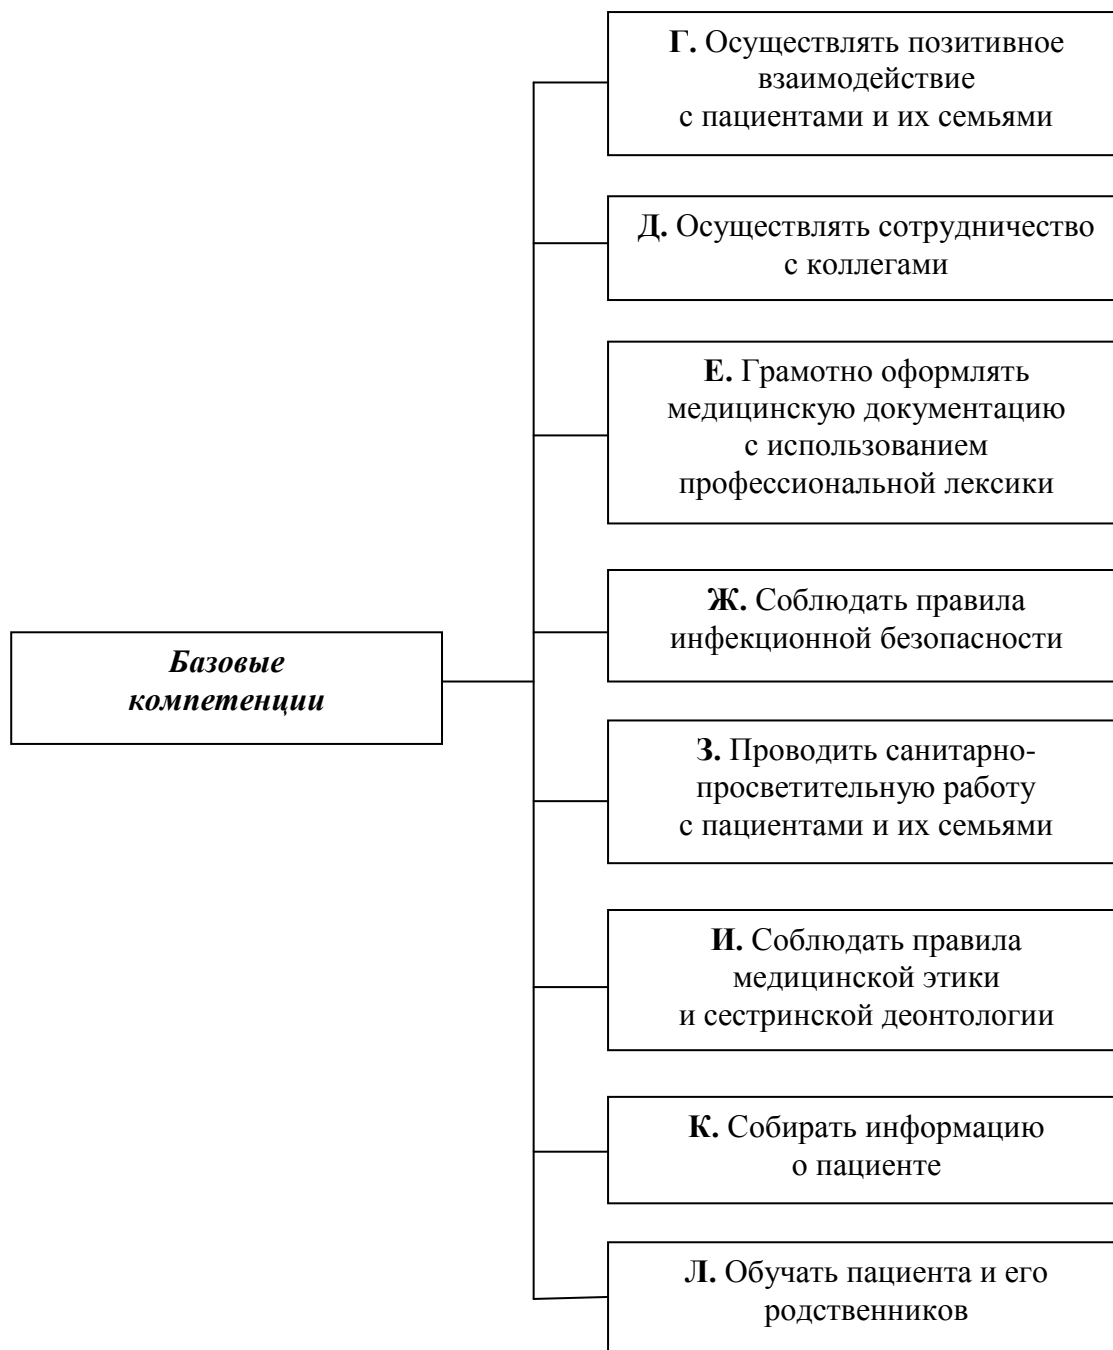 Г. Осуществлять позитивное
взаимодействие
с пациентами и их семьями
Д. Осуществлять сотрудничество
с коллегами
Е. Грамотно оформлять
медицинскую документацию
с использованием
профессиональной лексики
Ж. Соблюдать правила
инфекционной безопасности
Базовые
компетенции
З. Проводить санитарно-
просветительную работу
с пациентами и их семьями
И. Соблюдать правила
медицинской этики
и сестринской деонтологии
К. Собирать информацию
о пациенте
Л. Обучать пациента и его
родственников